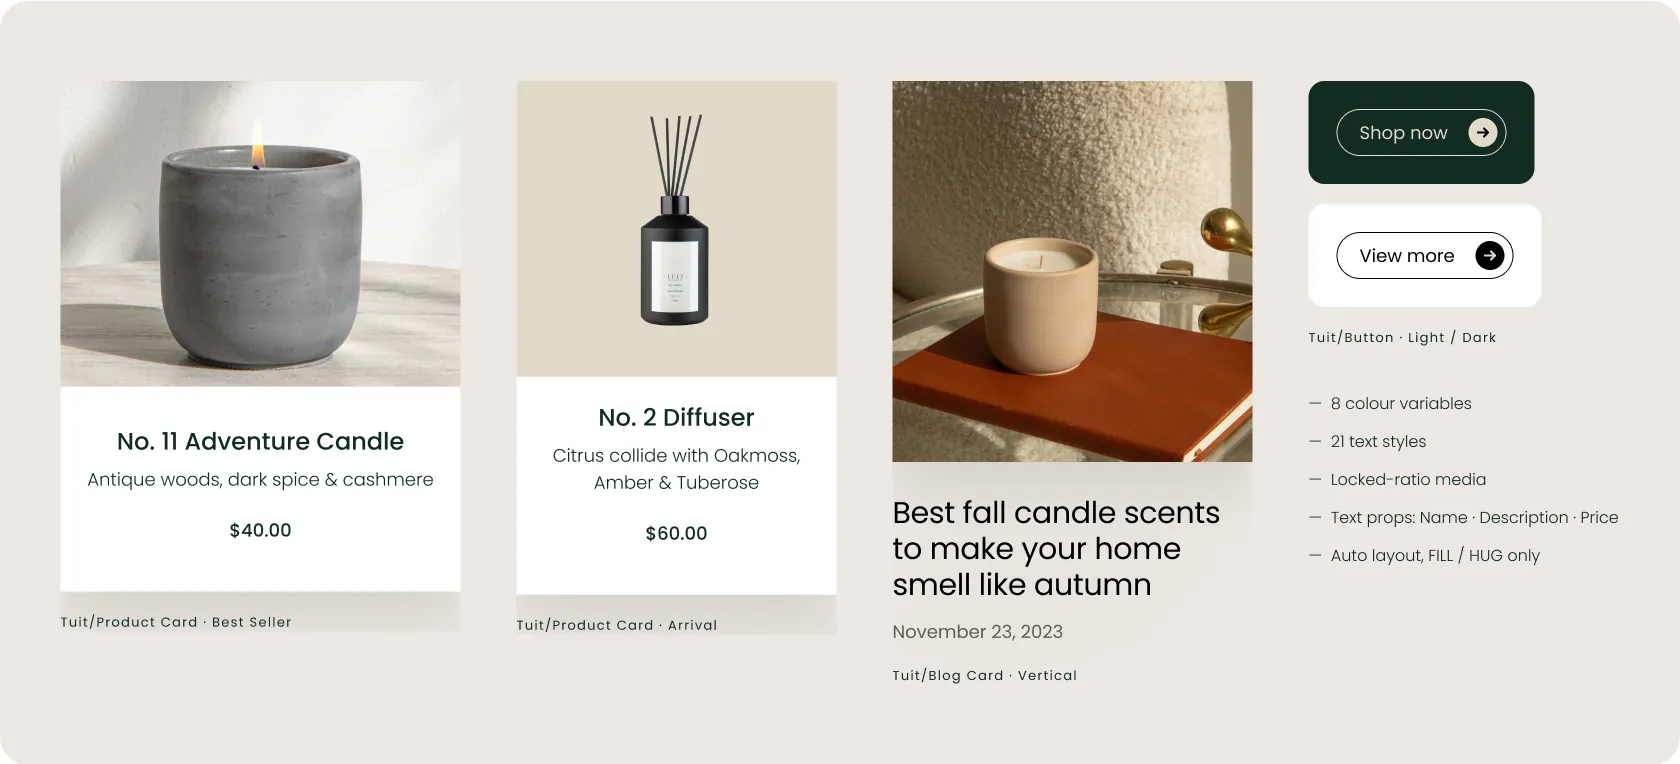 No. 11 Adventure Candle
Antique woods, dark spice & cashmere
$40.00
Tuit/Product Card · Best Seller
No. 2 Diffuser
Citrus collide with Oakmoss,
Amber & Tuberose
$60.00
Tuit/Product Card · Arrival
Best fall candle scents
to make your home
smell like autumn
November 23, 2023
Tuit/Blog Card · Vertical
Shop now
View more
Tuit/Button · Light / Dark
— 8 colour variables
— 21 text styles
— Locked-ratio media
— Text props: Name · Description · Price
— Auto layout, FILL / HUG only